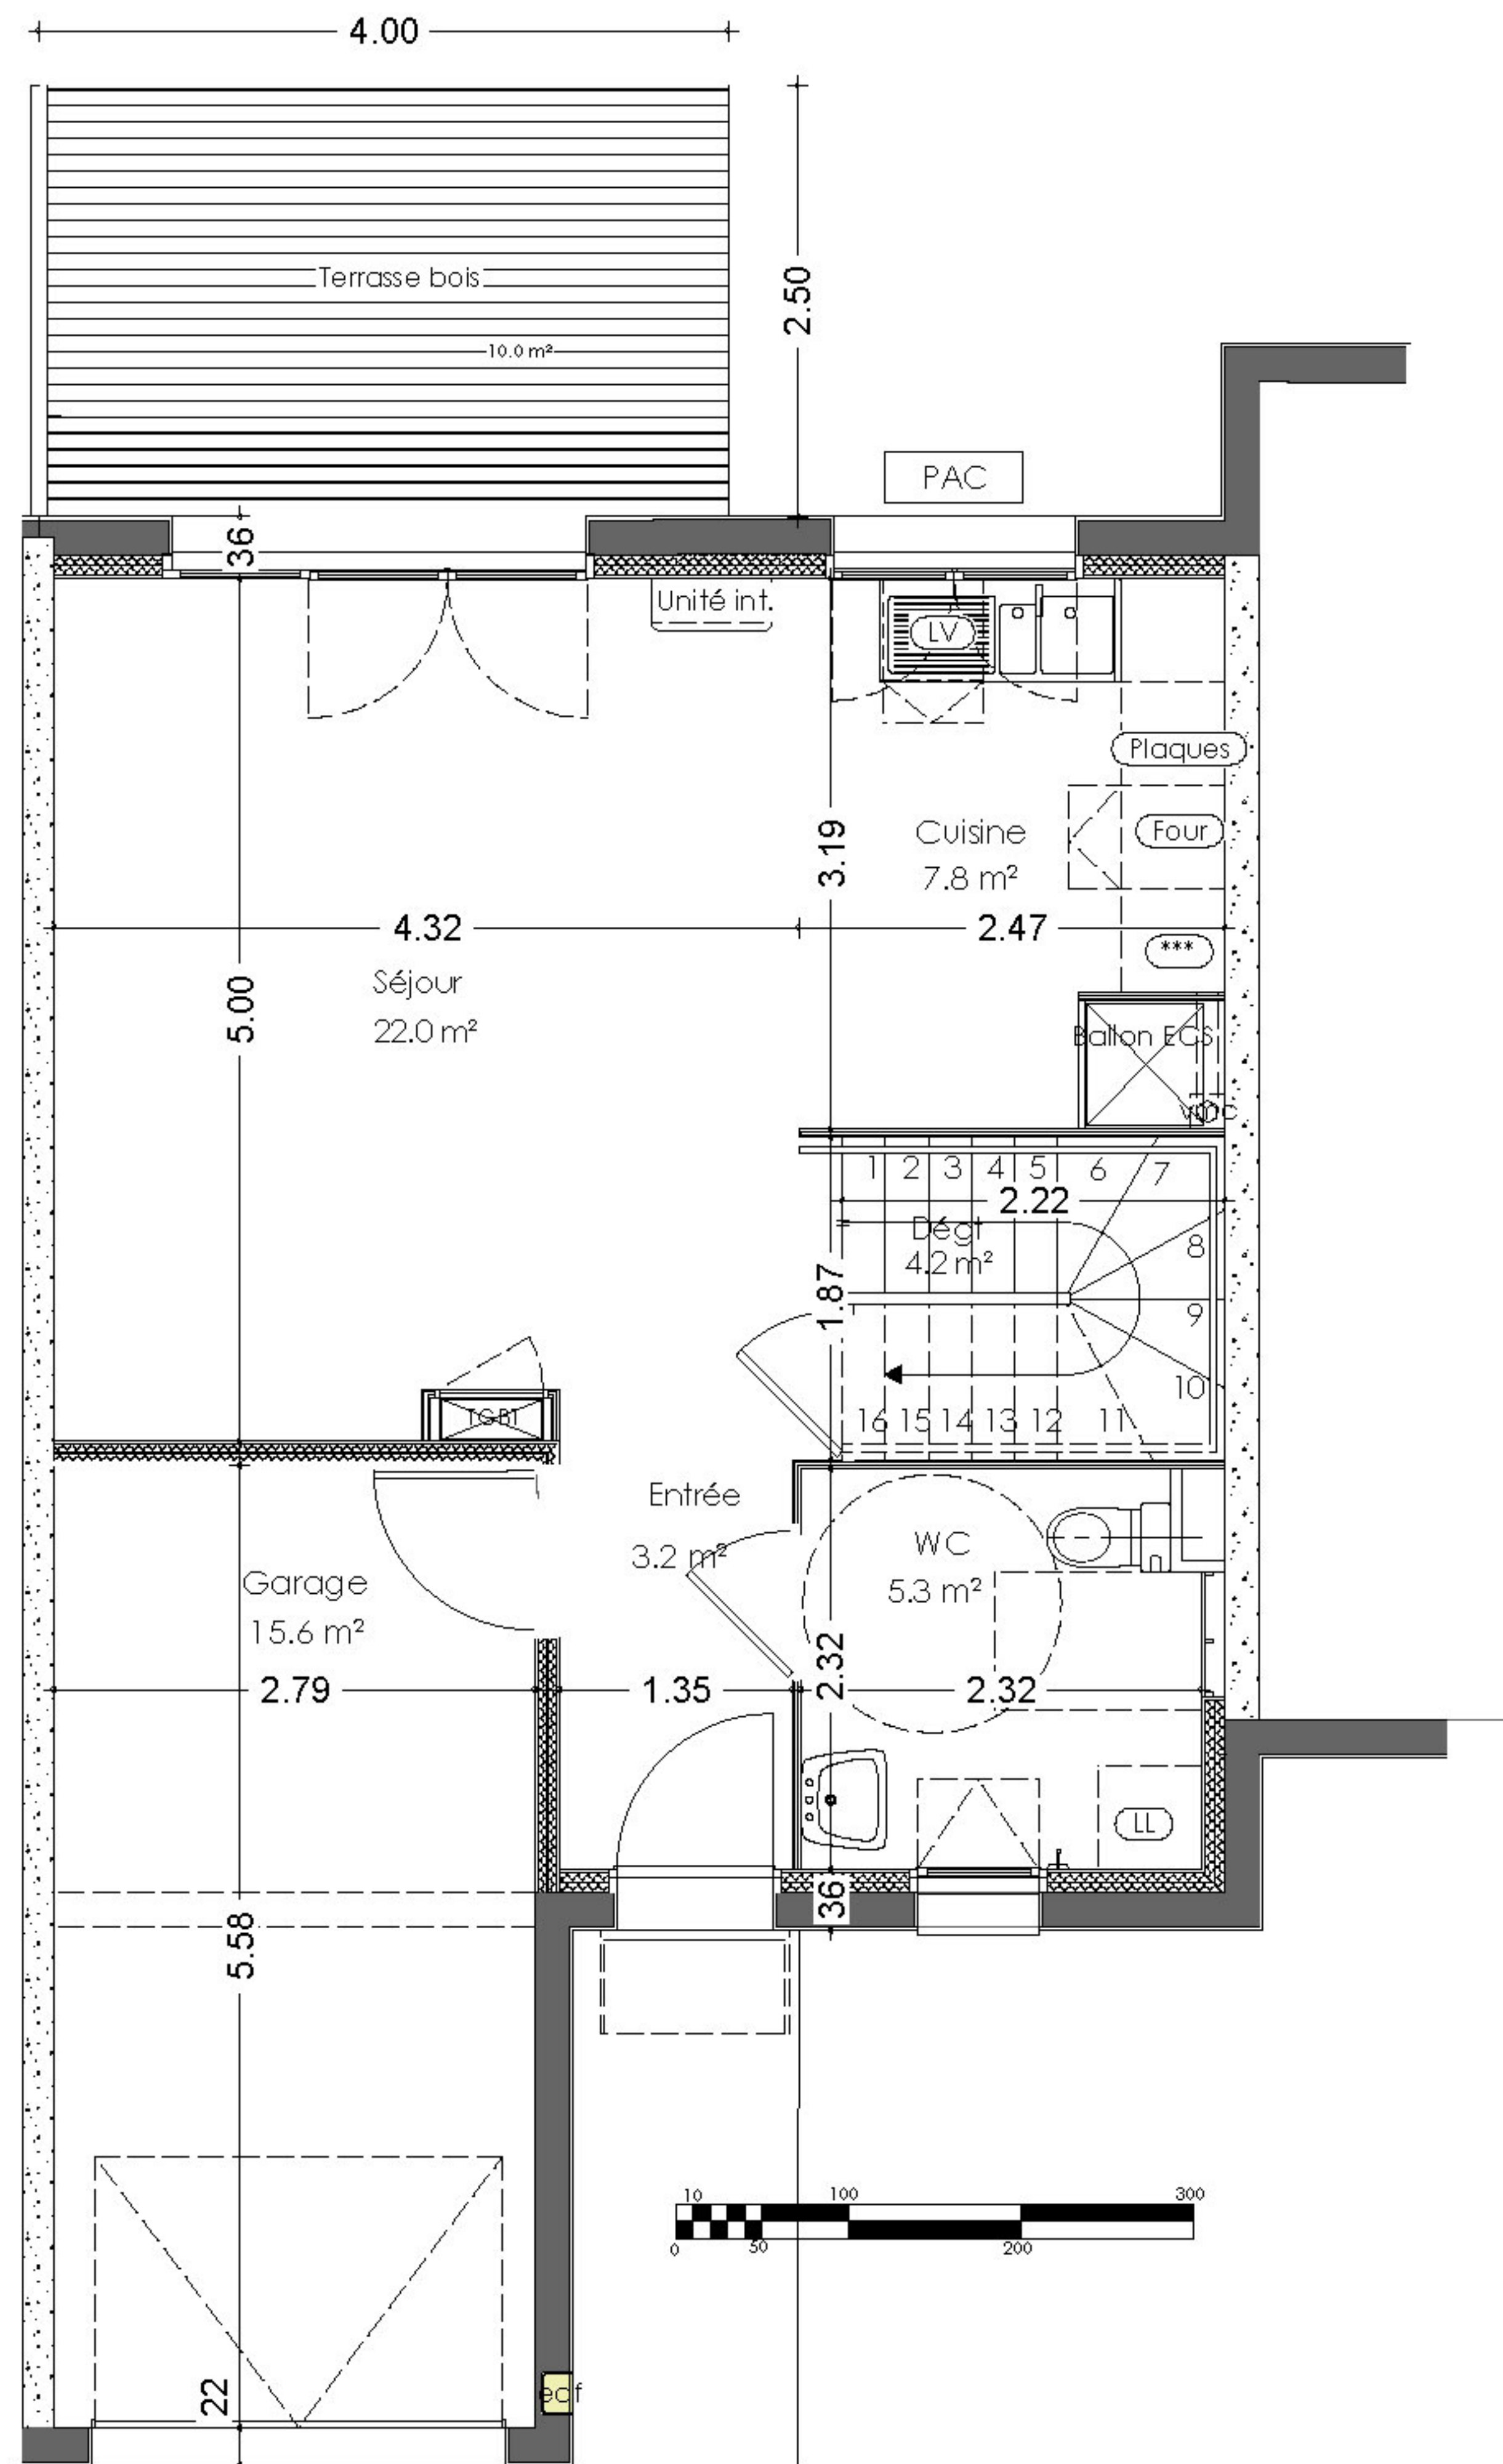 4.00
2.50
Terrasse bois
10.0 m²
PAC
36
Unité int.
LV
Plaques
3.19
Cuisine
Four
7.8 m²
4.32
2.47
***
Séjour
5.00
22.0 m²
Ballon ECS
vmc
1 2 3 4 5 6 7
2.22
Dégt
8
4.2 m²
1.87
9
10
TGBT
16 15 14 13 12 11
Entrée
WC
3.2 m²
Garage
5.3 m²
15.6 m²
2.32
2.79
1.35
2.32
LL
36
5.58
10 100 300
0 50 200
22
edf